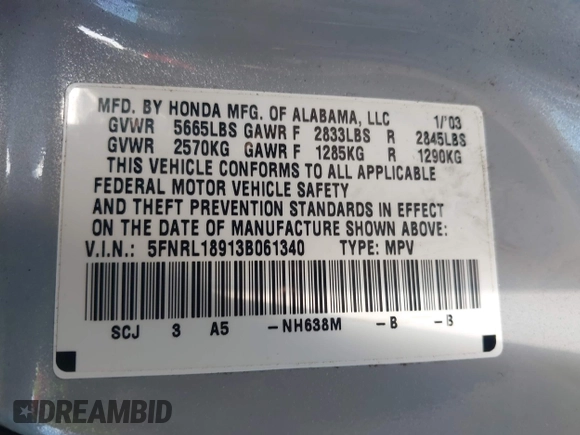 MFD. BY HONDA MFG. OF ALABAMA, LLC 1/'03
GVWR 5665LBS GAWR F 2833LBS R 2845LBS
GVWR 2570KG GAWR F 1285KG R 1290KG
THIS VEHICLE CONFORMS TO ALL APPLICABLE
FEDERAL MOTOR VEHICLE SAFETY
AND THEFT PREVENTION STANDARDS IN EFFECT
ON THE DATE OF MANUFACTURE SHOWN ABOVE:
V.I.N.: 5FNRL18913B061340 TYPE: MPV
SCJ 3 A5 -NH638M -B -B
DREAMBID